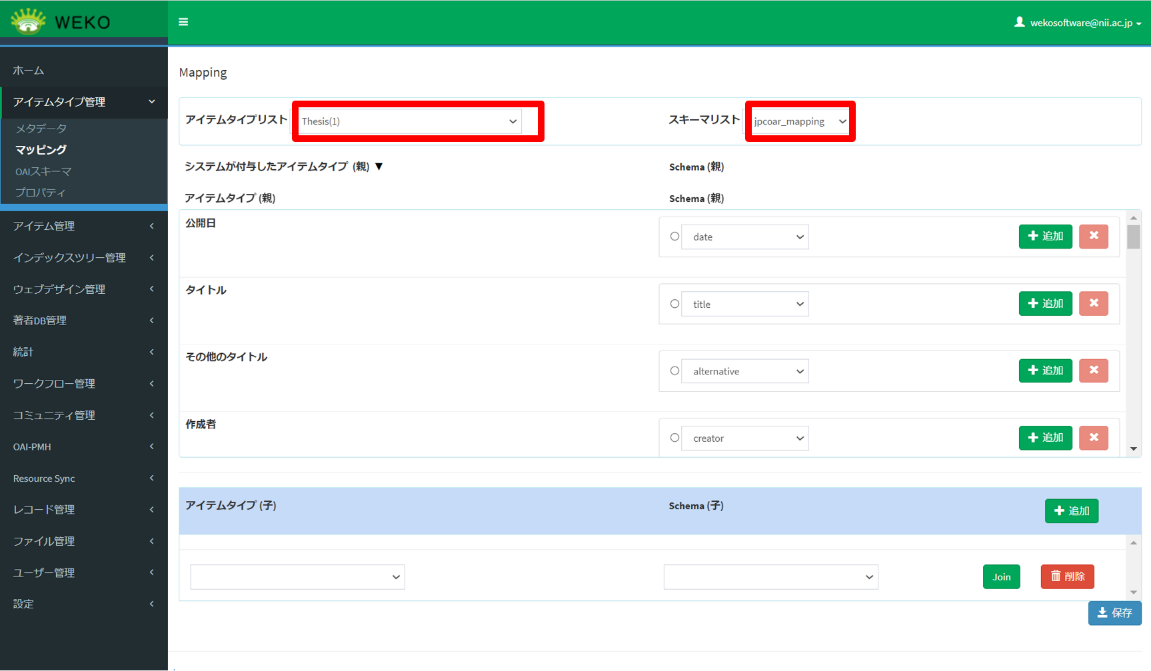 WEKO
wekosoftware@nii.ac.jp
ホーム
アイテムタイプ管理
メタデータ
マッピング
OAIスキーマ
プロパティ
アイテム管理
インデックスツリー管理
ウェブデザイン管理
著者DB管理
統計
ワークフロー管理
コミュニティ管理
OAI-PMH
Resource Sync
レコード管理
ファイル管理
ユーザー管理
設定
Mapping
アイテムタイプリスト Thesis(1) スキーマリスト jpcoar_mapping
システムが付与したアイテムタイプ (親) ▼ Schema (親)
アイテムタイプ (親) Schema (親)
公開日 date 追加
タイトル title 追加
その他のタイトル alternative 追加
作成者 creator 追加
アイテムタイプ (子) Schema (子) 追加
Join 削除
保存